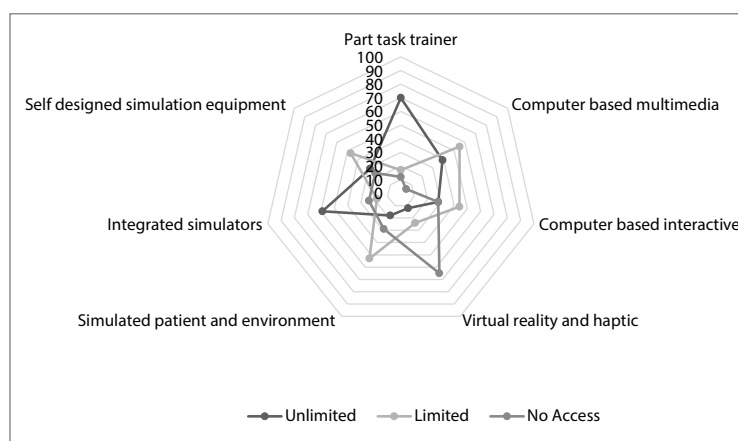 Part task trainer
100
90
80
70
60
50
40
30
20
10
0
Computer based multimedia
Computer based interactive
Virtual reality and haptic
Simulated patient and environment
Integrated simulators
Self designed simulation equipment
Unlimited
Limited
No Access